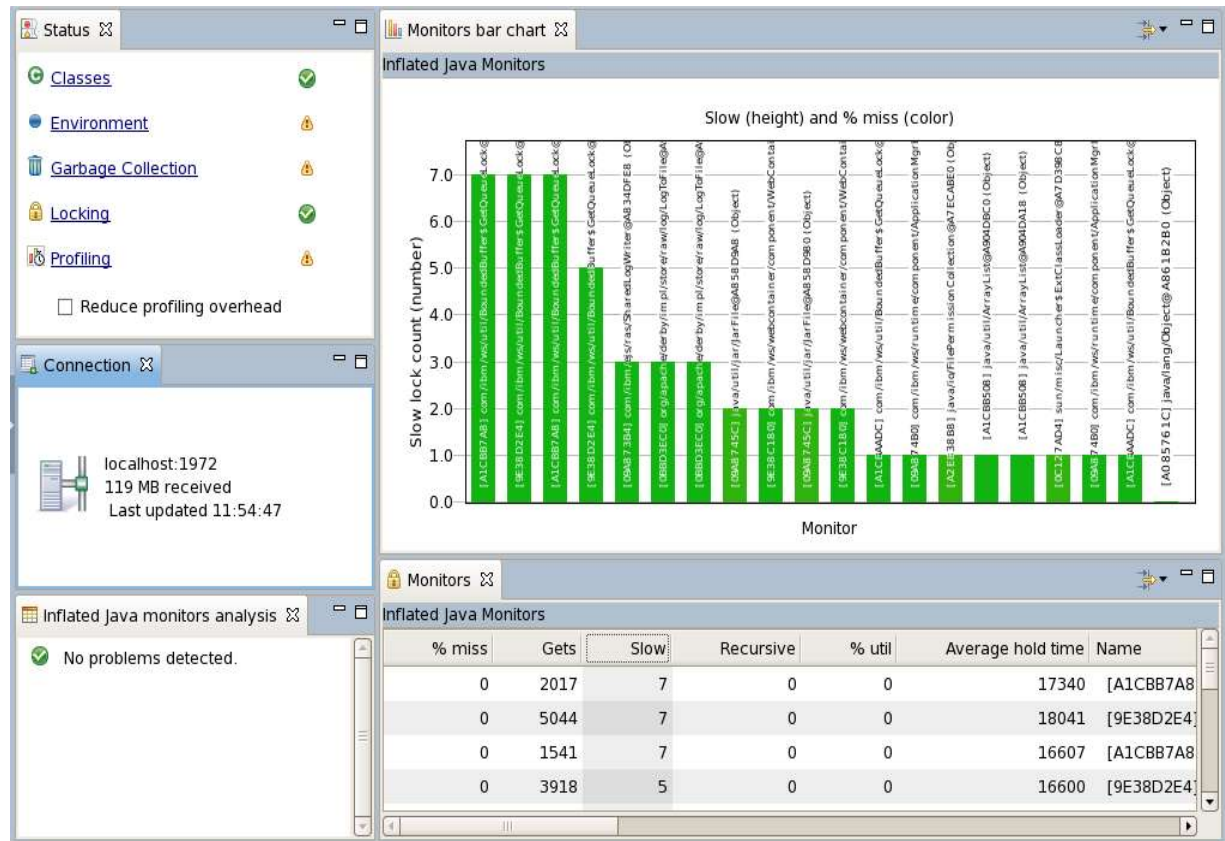 Status
Classes
Environment
Garbage Collection
Locking
Profiling
Reduce profiling overhead
Connection
localhost:1972
119 MB received
Last updated 11:54:47
Inflated Java monitors analysis
No problems detected.
Monitors bar chart
Inflated Java Monitors
Slow (height) and % miss (color)
Slow lock count (number)
7.0
6.0
5.0
4.0
3.0
2.0
1.0
0.0
[A1CBB7A8] com/ibm/ws/util/BoundedBuffer$GetQueueLock@
[9E38D2E4] com/ibm/ws/util/BoundedBuffer$GetQueueLock@
[A1CBB7A8] com/ibm/ws/util/BoundedBuffer$GetQueueLock@
[9E38D2E4] com/ibm/ws/util/BoundedBuffer$GetQueueLock@
[09AB73B4] com/ibm/ejs/ras/SharedLogWriter@AB34DFE8 (Ob
[0BBD3EC0] org/apache/derby/impl/store/raw/log/LogToFile@A
[0BBD3EC0] org/apache/derby/impl/store/raw/log/LogToFile@A
[09AB745C] java/util/jar/JarFile@AB58D9A8 (Object)
[9E38C180] com/ibm/ws/webcontainer/component/WebContai
[09AB745C] java/util/jar/JarFile@AB58D9B0 (Object)
[9E38C180] com/ibm/ws/webcontainer/component/WebContai
com/ibm/ws/util/BoundedBuffer$GetQueueLock@
com/ibm/ws/runtime/component/ApplicationMgrI
java/io/FilePermissionCollection@A7ECABE0 (Obj
[A1CBB508] java/util/ArrayList@A904DBC0 (Object)
[A1CBB508] java/util/ArrayList@A904DA18 (Object)
[0C127AD4] sun/misc/Launcher$ExtClassLoader@A7D398C8
com/ibm/ws/runtime/component/ApplicationMgrI
com/ibm/ws/util/BoundedBuffer$GetQueueLock@
[A085761C] java/lang/Object@A861B2B0 (Object)
Monitor
Monitors
Inflated Java Monitors
% miss Gets Slow Recursive % util Average hold time Name
0 2017 7 0 0 17340 [A1CBB7A8
0 5044 7 0 0 18041 [9E38D2E4]
0 1541 7 0 0 16607 [A1CBB7A8
0 3918 5 0 0 16600 [9E38D2E4]